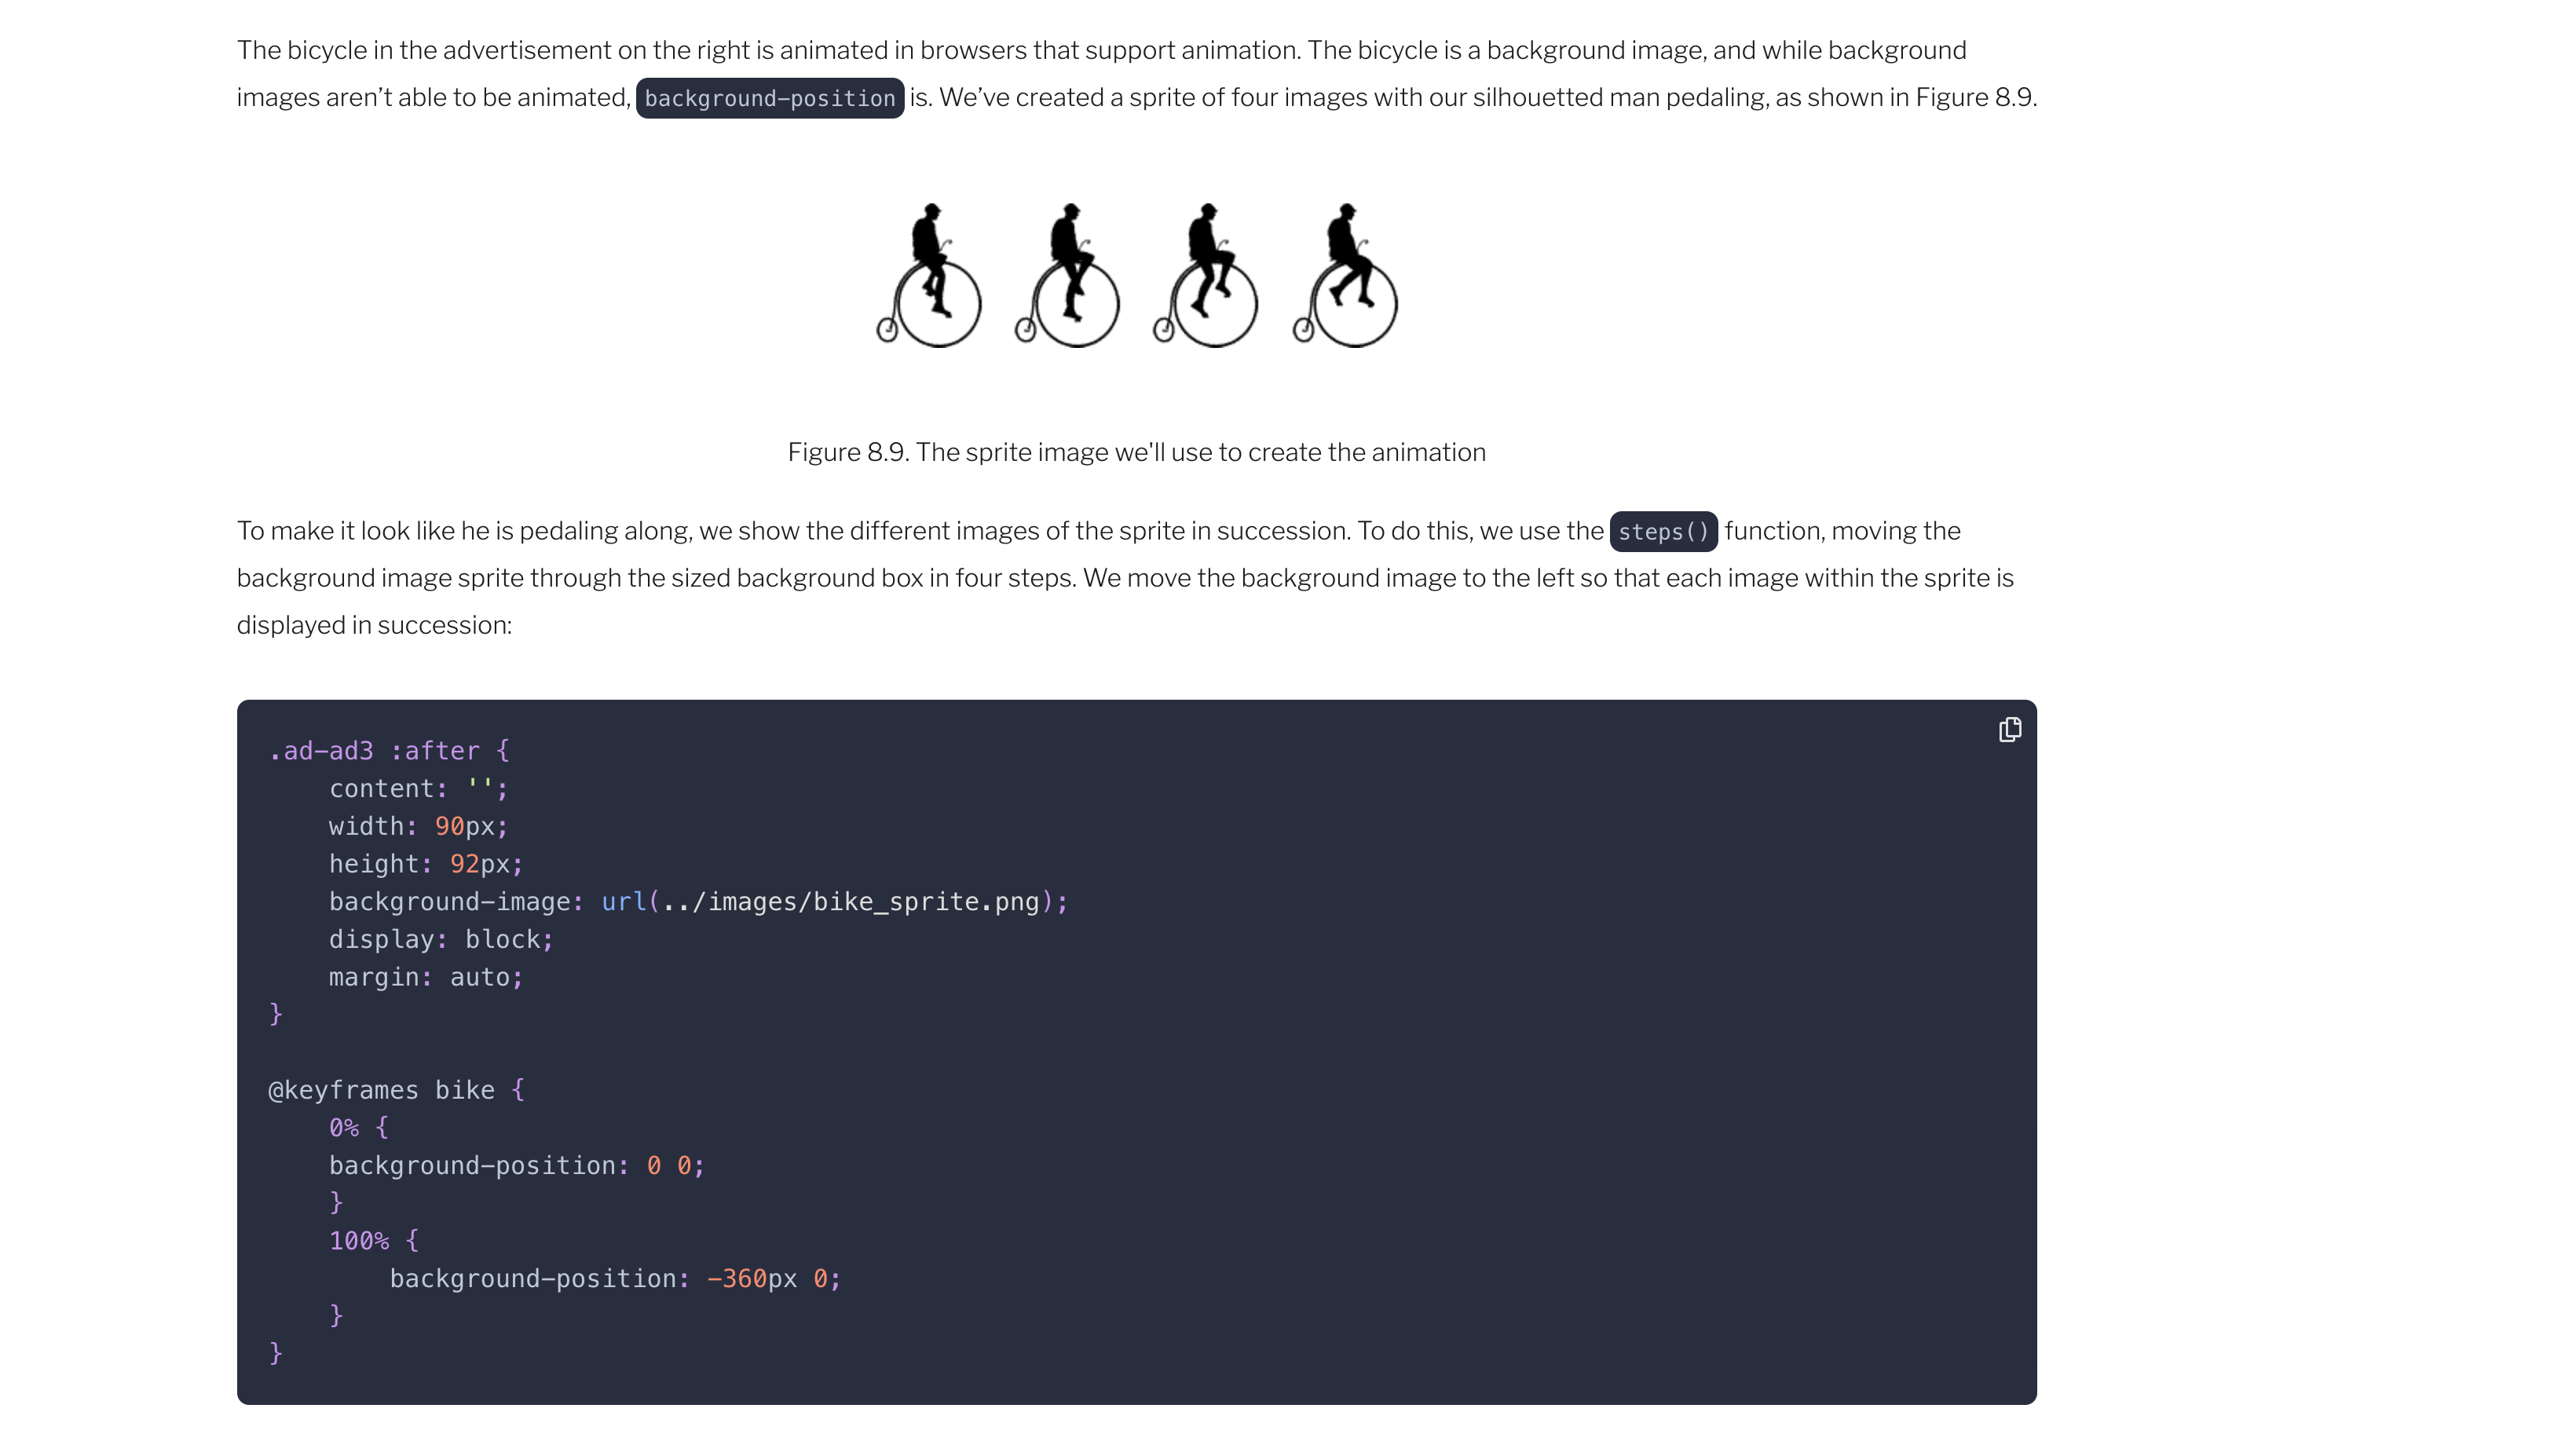 The bicycle in the advertisement on the right is animated in browsers that support animation. The bicycle is a background image, and while background
images aren’t able to be animated, background-position is. We’ve created a sprite of four images with our silhouetted man pedaling, as shown in Figure 8.9.
Figure 8.9. The sprite image we'll use to create the animation
To make it look like he is pedaling along, we show the different images of the sprite in succession. To do this, we use the steps() function, moving the
background image sprite through the sized background box in four steps. We move the background image to the left so that each image within the sprite is
displayed in succession:
.ad-ad3 :after {
    content: '';
    width: 90px;
    height: 92px;
    background-image: url(../images/bike_sprite.png);
    display: block;
    margin: auto;
}
@keyframes bike {
    0% {
    background-position: 0 0;
    }
    100% {
        background-position: -360px 0;
    }
}